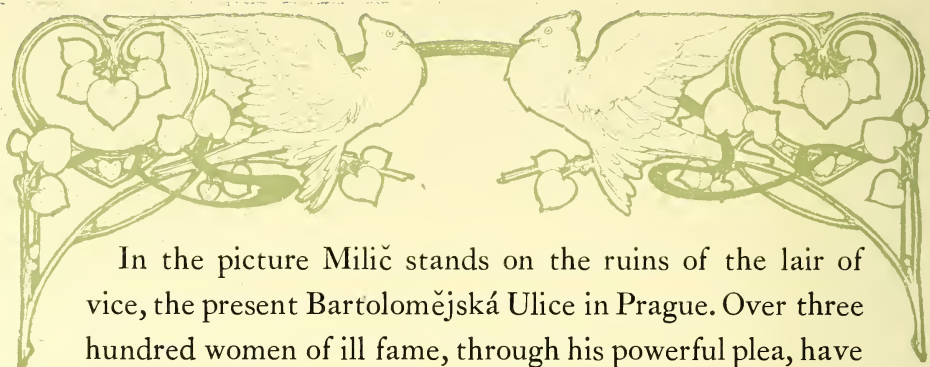 In the picture Milič stands on the ruins of the lair of
vice, the present Bartolomějská Ulice in Prague. Over three
hundred women of ill fame, through his powerful plea, have